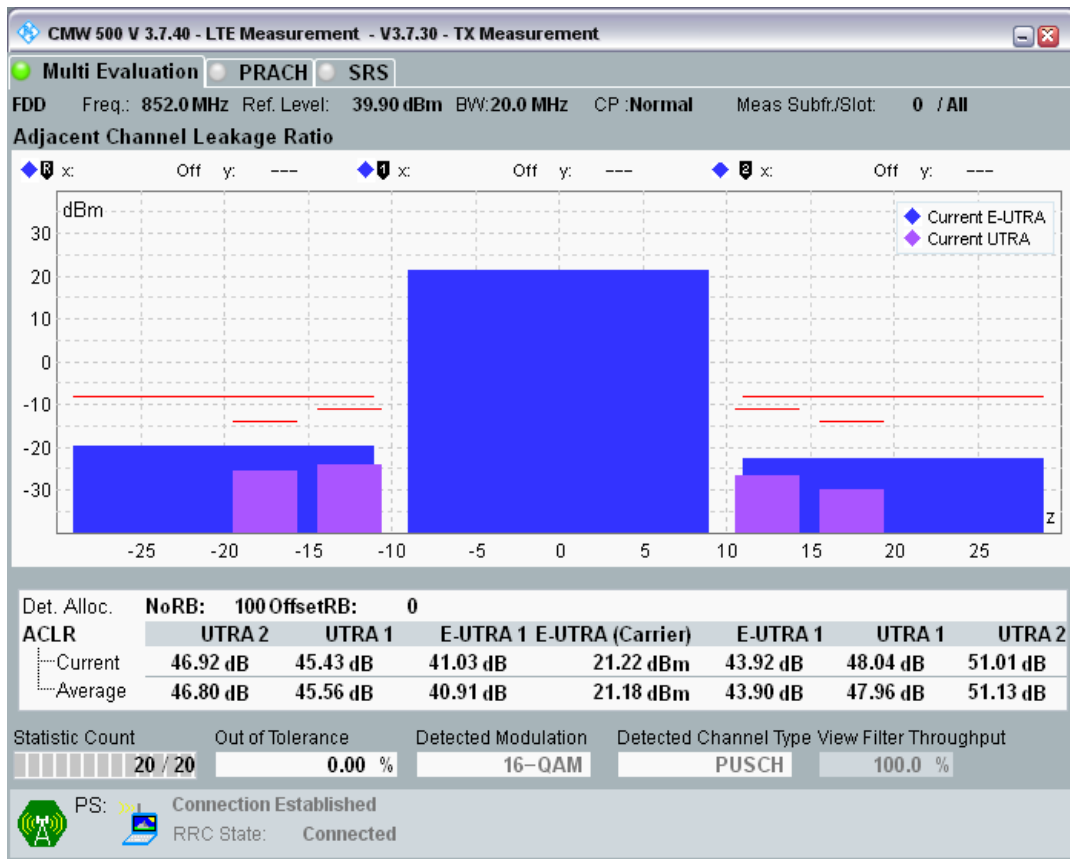 CMW 500 V 3.7.40 - LTE Measurement - V3.7.30 - TX Measurement
Multi Evaluation PRACH SRS
FDD Freq.: 852.0 MHz Ref. Level: 39.90 dBm BW: 20.0 MHz CP :Normal Meas Subfr./Slot: 0 / All
Adjacent Channel Leakage Ratio
R x: Off y: --- 1 x: Off y: --- 2 x: Off y: ---
dBm
Current E-UTRA
Current UTRA
30
20
10
0
-10
-20
-30
z
-25 -20 -15 -10 -5 0 5 10 15 20 25
Det. Alloc. NoRB: 100 OffsetRB: 0
ACLR UTRA 2 UTRA 1 E-UTRA 1 E-UTRA (Carrier) E-UTRA 1 UTRA 1 UTRA 2
Current 46.92 dB 45.43 dB 41.03 dB 21.22 dBm 43.92 dB 48.04 dB 51.01 dB
Average 46.80 dB 45.56 dB 40.91 dB 21.18 dBm 43.90 dB 47.96 dB 51.13 dB
Statistic Count Out of Tolerance Detected Modulation Detected Channel Type View Filter Throughput
20 / 20 0.00 % 16-QAM PUSCH 100.0 %
PS: Connection Established
RRC State: Connected